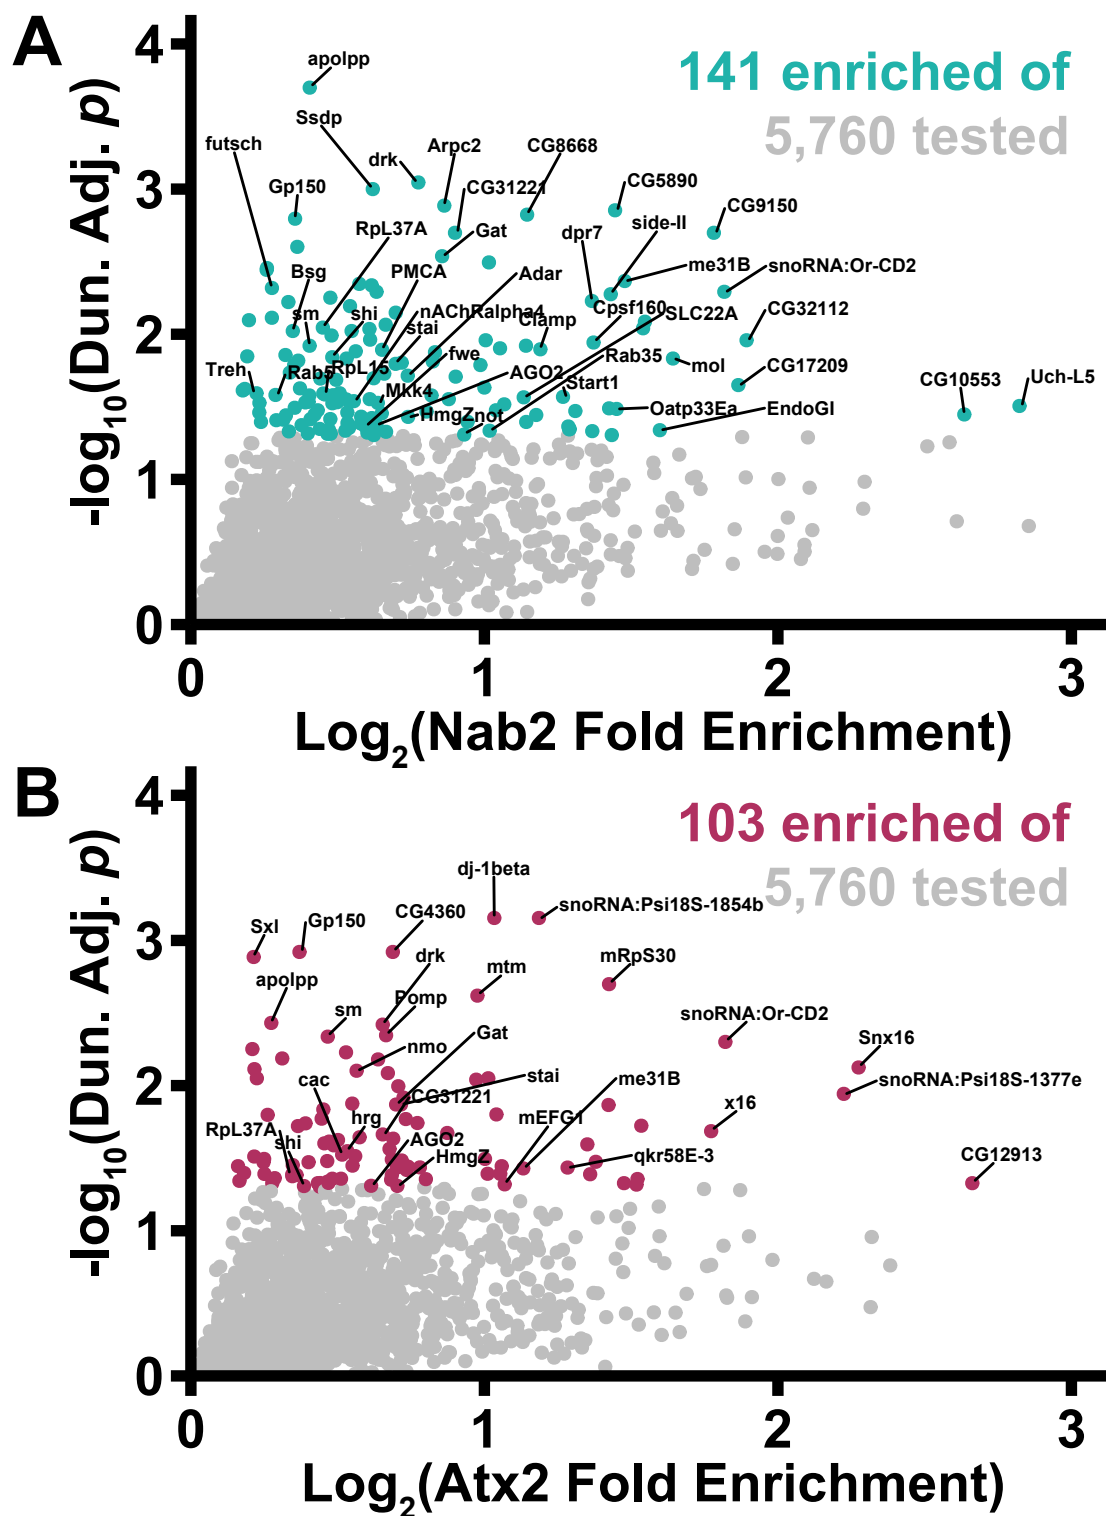 A
141 enriched of
5,760 tested
-log10(Dun. Adj. p)
4
3
2
1
0
apolpp
Ssdp
futsch
drk
Arpc2
CG8668
Gp150
CG31221
CG5890
CG9150
RpL37A
Gat
dpr7
side-II
Bsg
PMCA
Adar
me31B
snoRNA:Or-CD2
sm
shi
nAChRalpha4
stai
Clamp
Cpsf160
SLC22A
CG32112
Treh
Rab5
RpL15
fwe
AGO2
Rab35
mol
CG17209
Mkk4
Start1
CG10553
Uch-L5
HmgZ
not
Oatp33Ea
EndoGI
0
1
2
3
Log2(Nab2 Fold Enrichment)
B
103 enriched of
5,760 tested
-log10(Dun. Adj. p)
4
3
2
1
0
dj-1beta
snoRNA:Psi18S-1854b
Sxl
Gp150
CG4360
drk
mtm
mRpS30
apolpp
sm
Pomp
snoRNA:Or-CD2
Gat
nmo
Snx16
cac
CG31221
stai
me31B
snoRNA:Psi18S-1377e
RpL37A
shi
hrg
AGO2
mEFG1
x16
HmgZ
qkr58E-3
CG12913
0
1
2
3
Log2(Atx2 Fold Enrichment)